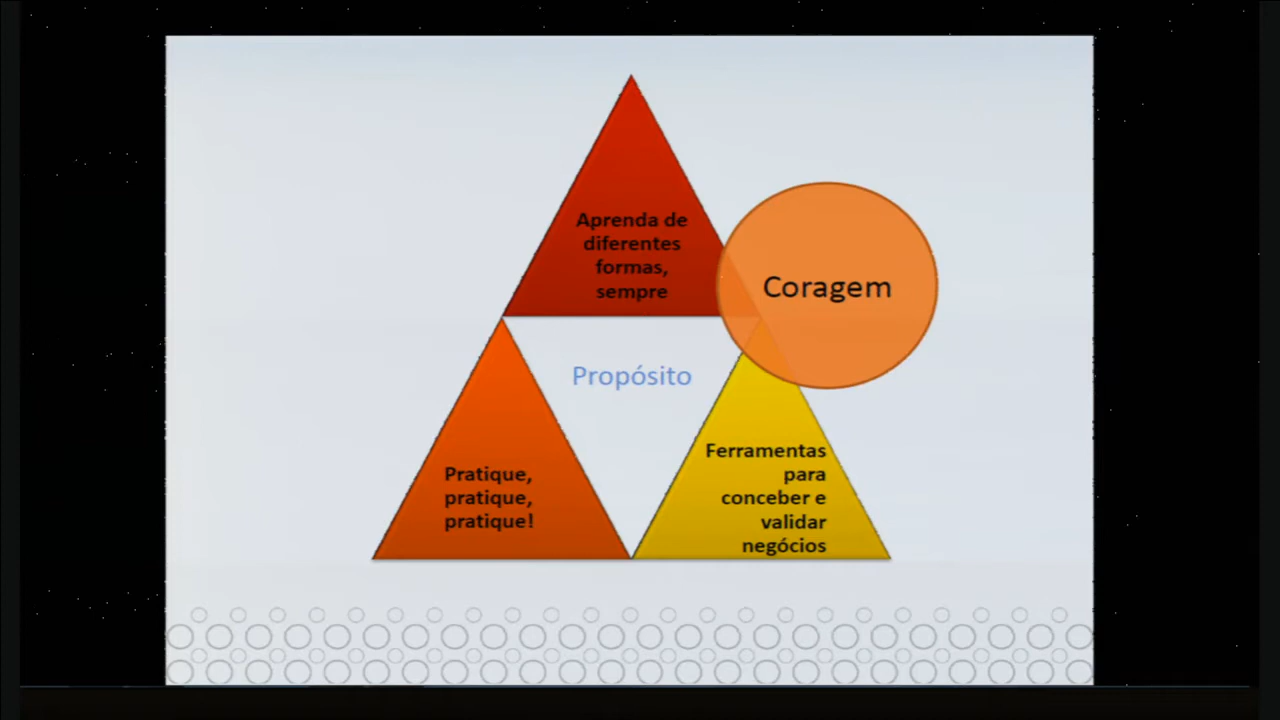 Aprenda de
diferentes
formas,
sempre
Coragem
Propósito
Pratique,
pratique,
pratique!
Ferramentas
para
conceber e
validar
negócios